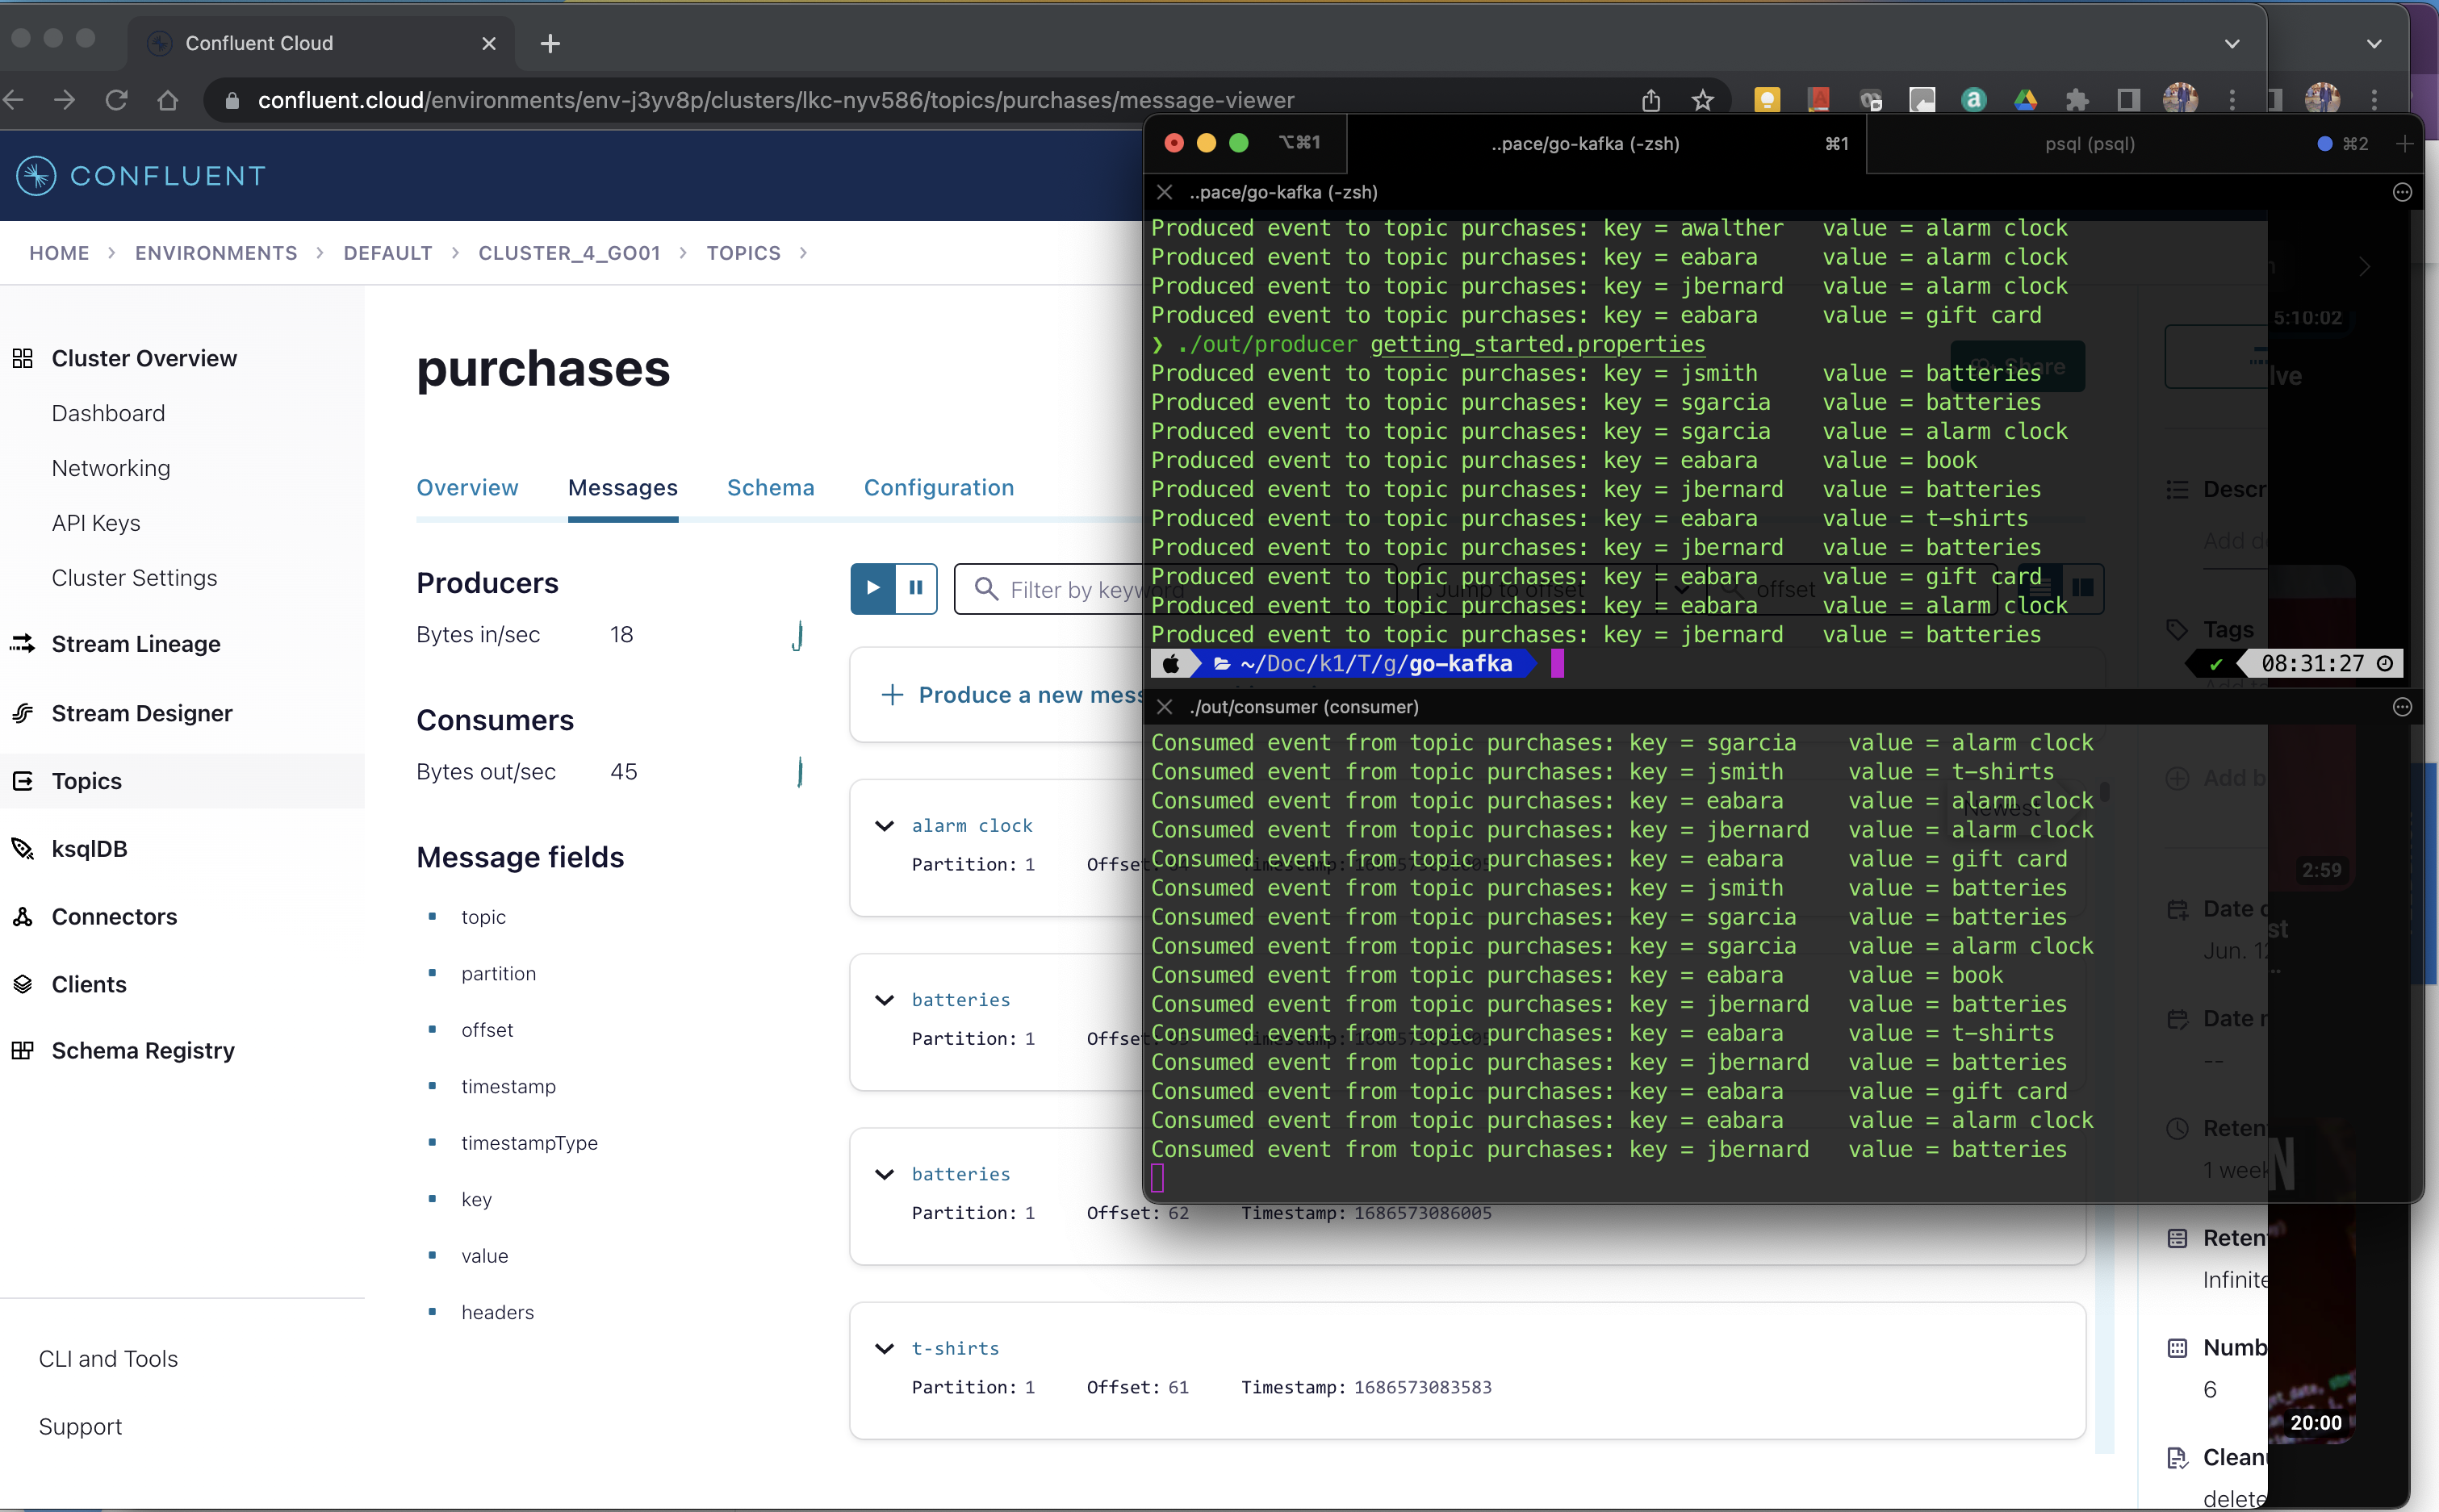 Confluent Cloud
confluent.cloud/environments/env-j3yv8p/clusters/lkc-nyv586/topics/purchases/message-viewer
CONFLUENT
HOME > ENVIRONMENTS > DEFAULT > CLUSTER_4_GO01 > TOPICS >
Cluster Overview
Dashboard
Networking
API Keys
Cluster Settings
Stream Lineage
Stream Designer
Topics
ksqlDB
Connectors
Clients
Schema Registry
CLI and Tools
Support
purchases
Overview Messages Schema Configuration
Producers
Bytes in/sec 18
Consumers
Bytes out/sec 45
Message fields
topic
partition
offset
timestamp
timestampType
key
value
headers
Filter by keyword
Jump to offset
offset
+ Produce a new mess
Newest
alarm clock
Partition: 1 Offset:
batteries
Partition: 1 Offset:
batteries
Partition: 1 Offset: 62 Timestamp: 1686573086005
t-shirts
Partition: 1 Offset: 61 Timestamp: 1686573083583
⌥⌘1
..pace/go-kafka (-zsh) ⌘1
psql (psql) ⌘2
..pace/go-kafka (-zsh)
Produced event to topic purchases: key = awalther value = alarm clock
Produced event to topic purchases: key = eabara value = alarm clock
Produced event to topic purchases: key = jbernard value = alarm clock
Produced event to topic purchases: key = eabara value = gift card
❯ ./out/producer getting_started.properties
Produced event to topic purchases: key = jsmith value = batteries
Produced event to topic purchases: key = sgarcia value = batteries
Produced event to topic purchases: key = sgarcia value = alarm clock
Produced event to topic purchases: key = eabara value = book
Produced event to topic purchases: key = jbernard value = batteries
Produced event to topic purchases: key = eabara value = t-shirts
Produced event to topic purchases: key = jbernard value = batteries
Produced event to topic purchases: key = eabara value = gift card
Produced event to topic purchases: key = eabara value = alarm clock
Produced event to topic purchases: key = jbernard value = batteries
~/Doc/k1/T/g/go-kafka ✔ 08:31:27
./out/consumer (consumer)
Consumed event from topic purchases: key = sgarcia value = alarm clock
Consumed event from topic purchases: key = jsmith value = t-shirts
Consumed event from topic purchases: key = eabara value = alarm clock
Consumed event from topic purchases: key = jbernard value = alarm clock
Consumed event from topic purchases: key = eabara value = gift card
Consumed event from topic purchases: key = jsmith value = batteries
Consumed event from topic purchases: key = sgarcia value = batteries
Consumed event from topic purchases: key = sgarcia value = alarm clock
Consumed event from topic purchases: key = eabara value = book
Consumed event from topic purchases: key = jbernard value = batteries
Consumed event from topic purchases: key = eabara value = t-shirts
Consumed event from topic purchases: key = jbernard value = batteries
Consumed event from topic purchases: key = eabara value = gift card
Consumed event from topic purchases: key = eabara value = alarm clock
Consumed event from topic purchases: key = jbernard value = batteries
Share
Descr
Add de
Tags
Add b
Date c
Jun. 12
Date r
--
Reten
1 week
Reten
Infinite
Numb
6
Clean
delete
5:10:02
lve
2:59
st
20:00